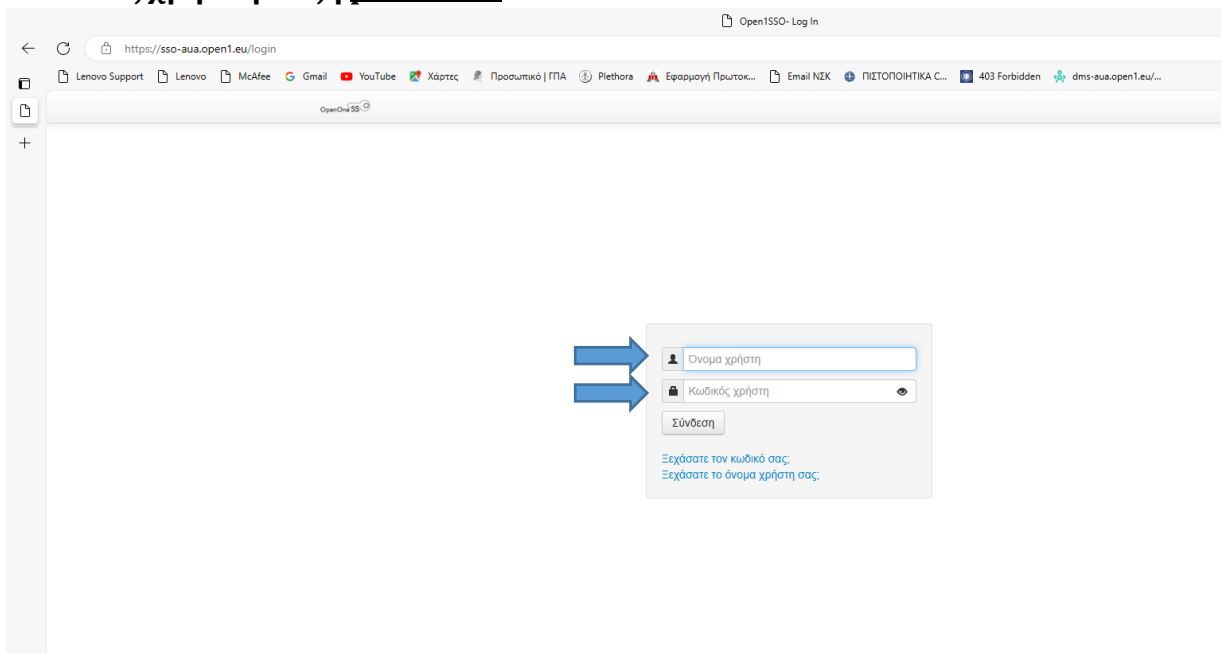 Open1SSO- Log In
https://sso-aua.open1.eu/login
Lenovo Support Lenovo McAfee Gmail YouTube Χάρτες Προσωπικό | ΓΠΑ Plethora Εφαρμογή Πρωτοκ... Email ΝΣΚ ΠΙΣΤΟΠΟΙΗΤΙΚΑ C... 403 Forbidden dms-aua.open1.eu/...
OpenOne SSO
Όνομα χρήστη
Κωδικός χρήστη
Σύνδεση
Ξεχάσατε τον κωδικό σας;
Ξεχάσατε το όνομα χρήστη σας;